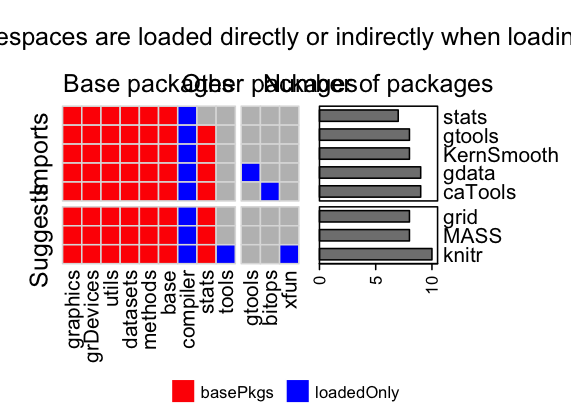 espaces are loaded directly or indirectly when loadin
Base packages Other packages Number of packages
Imports
Suggests
stats
gtools
KernSmooth
gdata
caTools
grid
MASS
knitr
graphics
grDevices
utils
datasets
methods
base
compiler
stats
tools
gtools
bitops
xfun
0 5 10
basePkgs loadedOnly